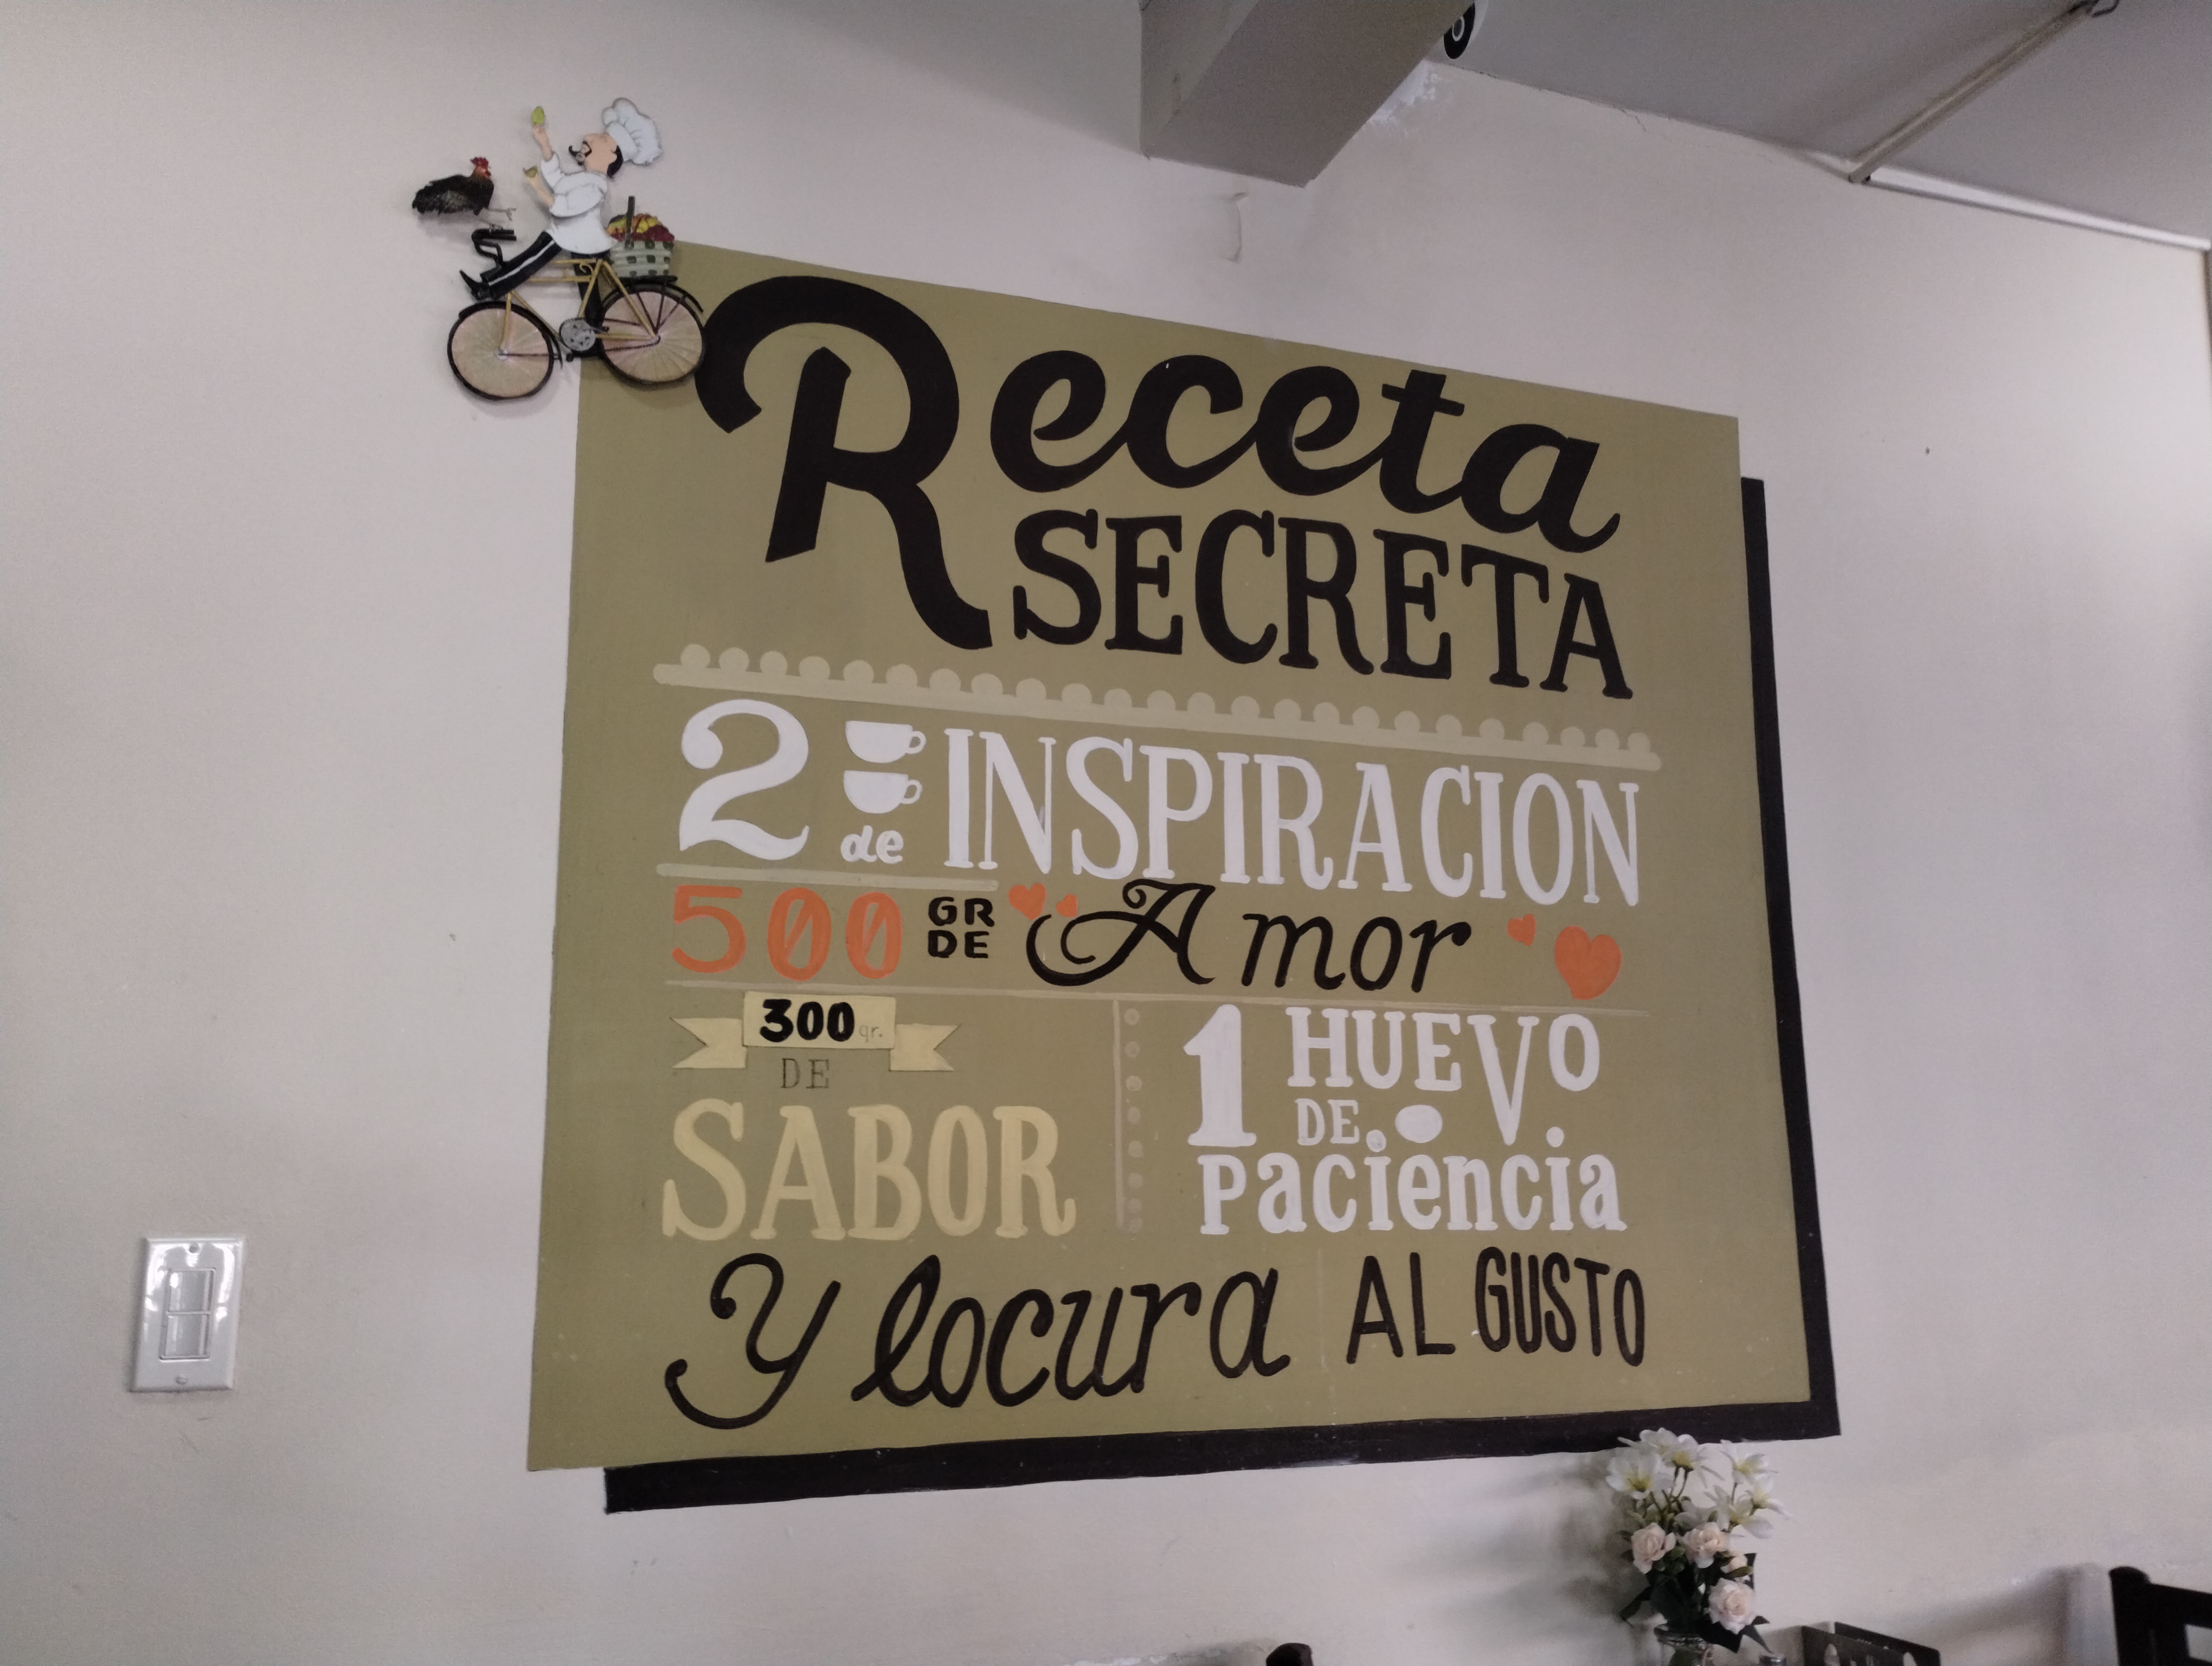 Receta
SECRETA
2 de INSPIRACION
500 GR DE Amor
300 gr.
DE
SABOR
1 HUEVO
DE
Paciencia
y locura AL GUSTO